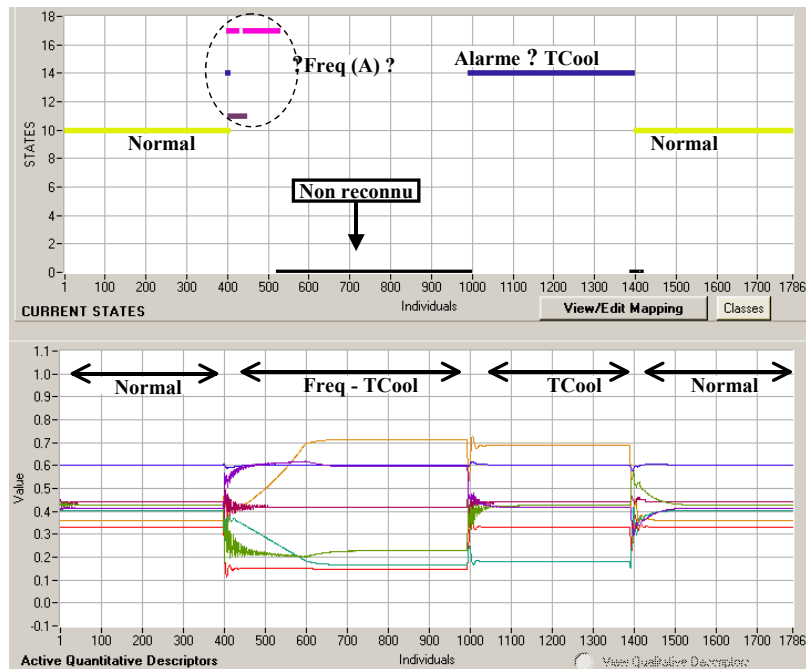 18
16
14
12
10
8
6
4
2
0
STATES
?Freq (A) ?
Alarme ? TCool
Normal
Normal
Non reconnu
1 100 200 300 400 500 600 700 800 900 1000 1100 1200 1300 1400 1500 1600 1786
Individuals
CURRENT STATES
View/Edit Mapping
Classes
1.1
1.0
0.9
0.8
0.7
0.6
0.5
0.4
0.3
0.2
0.1
0.0
-0.1
Value
Normal
Freq - TCool
TCool
Normal
1 100 200 300 400 500 600 700 800 900 1000 1100 1200 1300 1400 1500 1600 1786
Individuals
Active Quantitative Descriptors
View Qualitative Descriptors